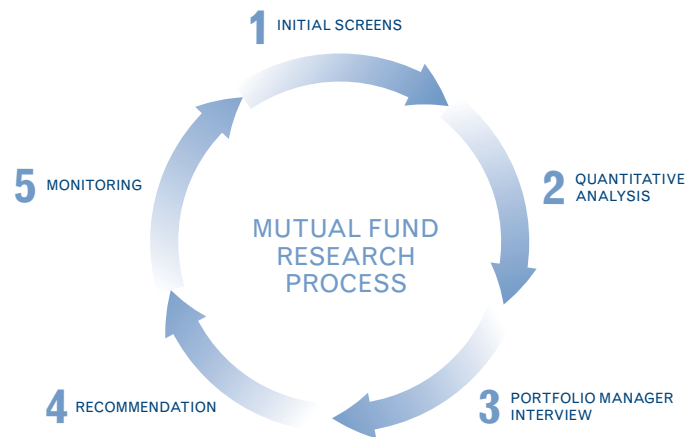 1 INITIAL SCREENS
2 QUANTITATIVE
ANALYSIS
3 PORTFOLIO MANAGER
INTERVIEW
4 RECOMMENDATION
5 MONITORING
MUTUAL FUND
RESEARCH
PROCESS